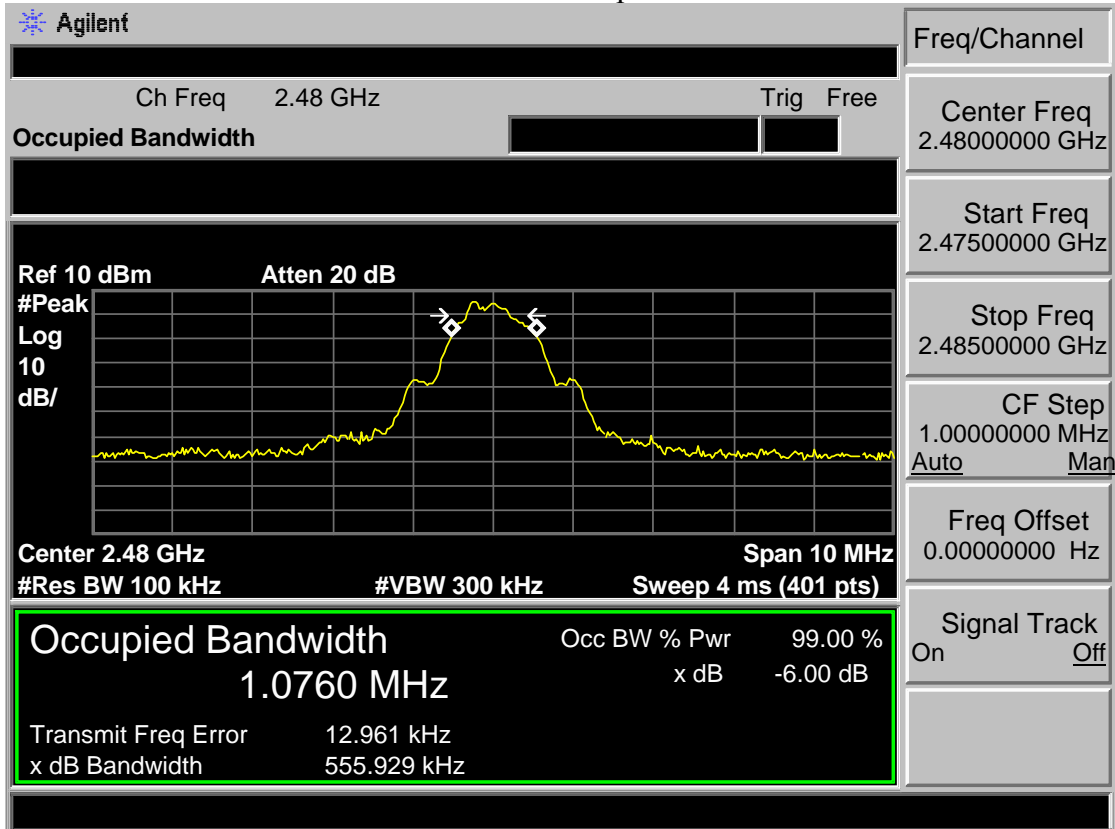 Agilent
Freq/Channel
Ch Freq 2.48 GHz Trig Free
Occupied Bandwidth
Center Freq
2.48000000 GHz
Start Freq
2.47500000 GHz
Stop Freq
2.48500000 GHz
CF Step
1.00000000 MHz
Auto Man
Freq Offset
0.00000000 Hz
Signal Track
On Off
Ref 10 dBm Atten 20 dB
#Peak
Log
10
dB/
Center 2.48 GHz Span 10 MHz
#Res BW 100 kHz #VBW 300 kHz Sweep 4 ms (401 pts)
Occupied Bandwidth
1.0760 MHz
Occ BW % Pwr 99.00 %
x dB -6.00 dB
Transmit Freq Error 12.961 kHz
x dB Bandwidth 555.929 kHz